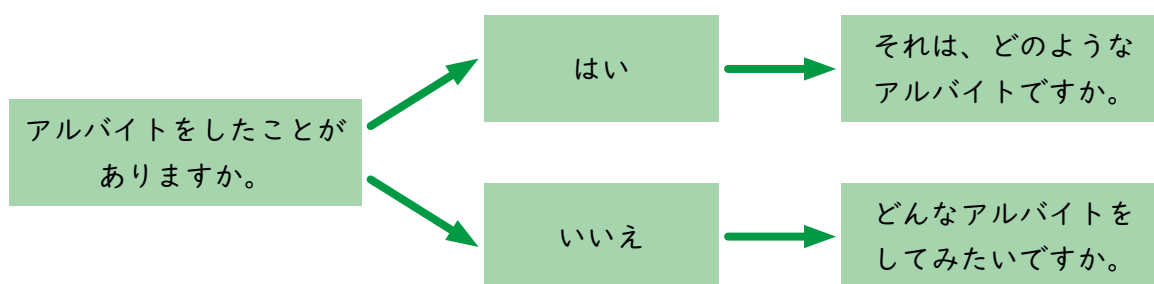 アルバイトをしたことが
ありますか。
はい
それは、どのような
アルバイトですか。
いいえ
どんなアルバイトを
してみたいですか。